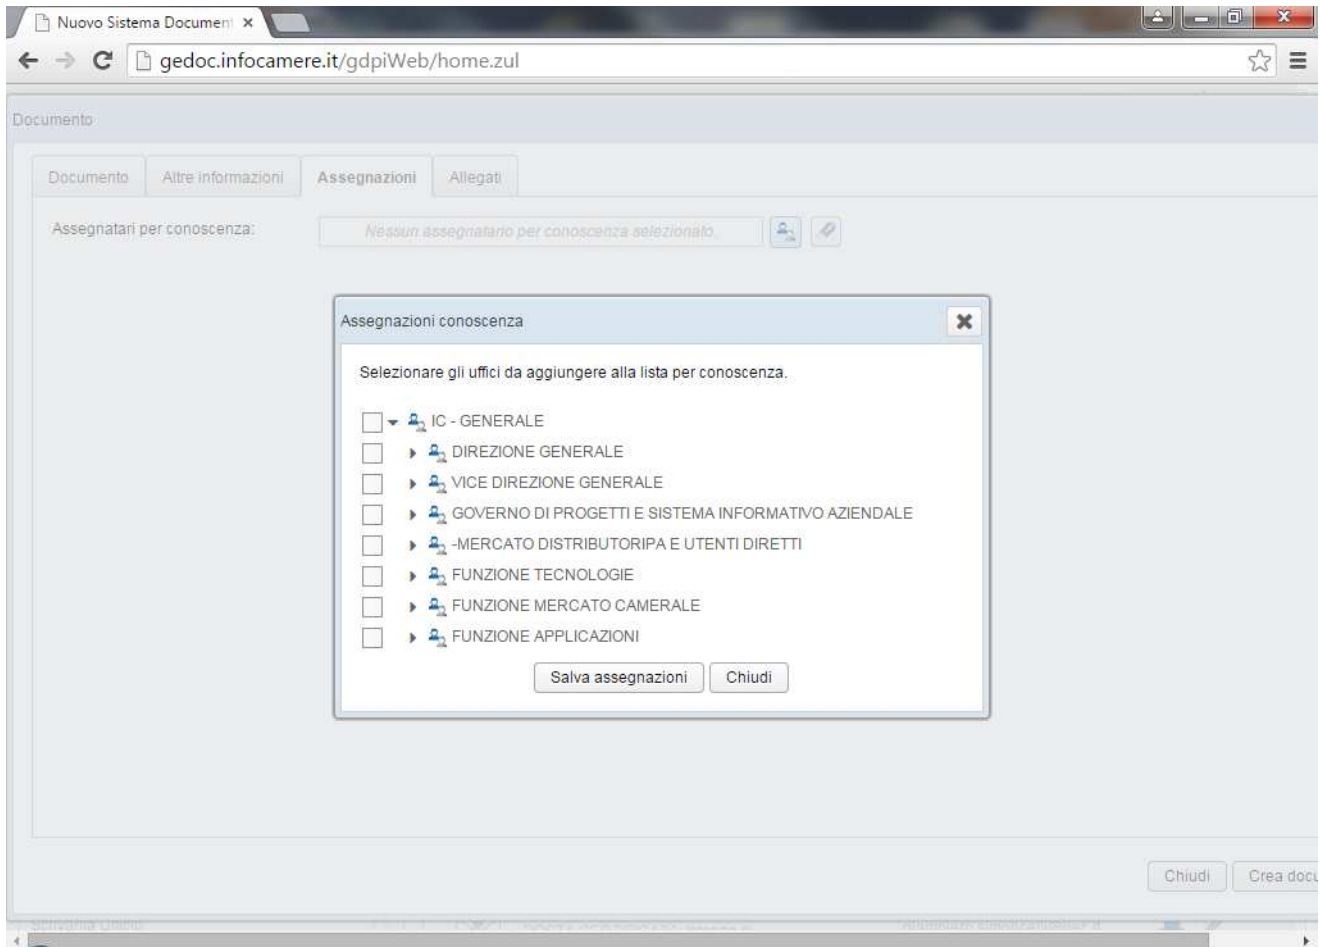 Nuovo Sistema Document
gedoc.infocamere.it/gdpiWeb/home.zul
Documento
Documento Altre informazioni Assegnazioni Allegati
Assegnatari per conoscenza: Nessun assegnatario per conoscenza selezionato.
Assegnazioni conoscenza
Selezionare gli uffici da aggiungere alla lista per conoscenza.
IC - GENERALE
DIREZIONE GENERALE
VICE DIREZIONE GENERALE
GOVERNO DI PROGETTI E SISTEMA INFORMATIVO AZIENDALE
-MERCATO DISTRIBUTORIPA E UTENTI DIRETTI
FUNZIONE TECNOLOGIE
FUNZIONE MERCATO CAMERALE
FUNZIONE APPLICAZIONI
Salva assegnazioni Chiudi
Chiudi Crea docu